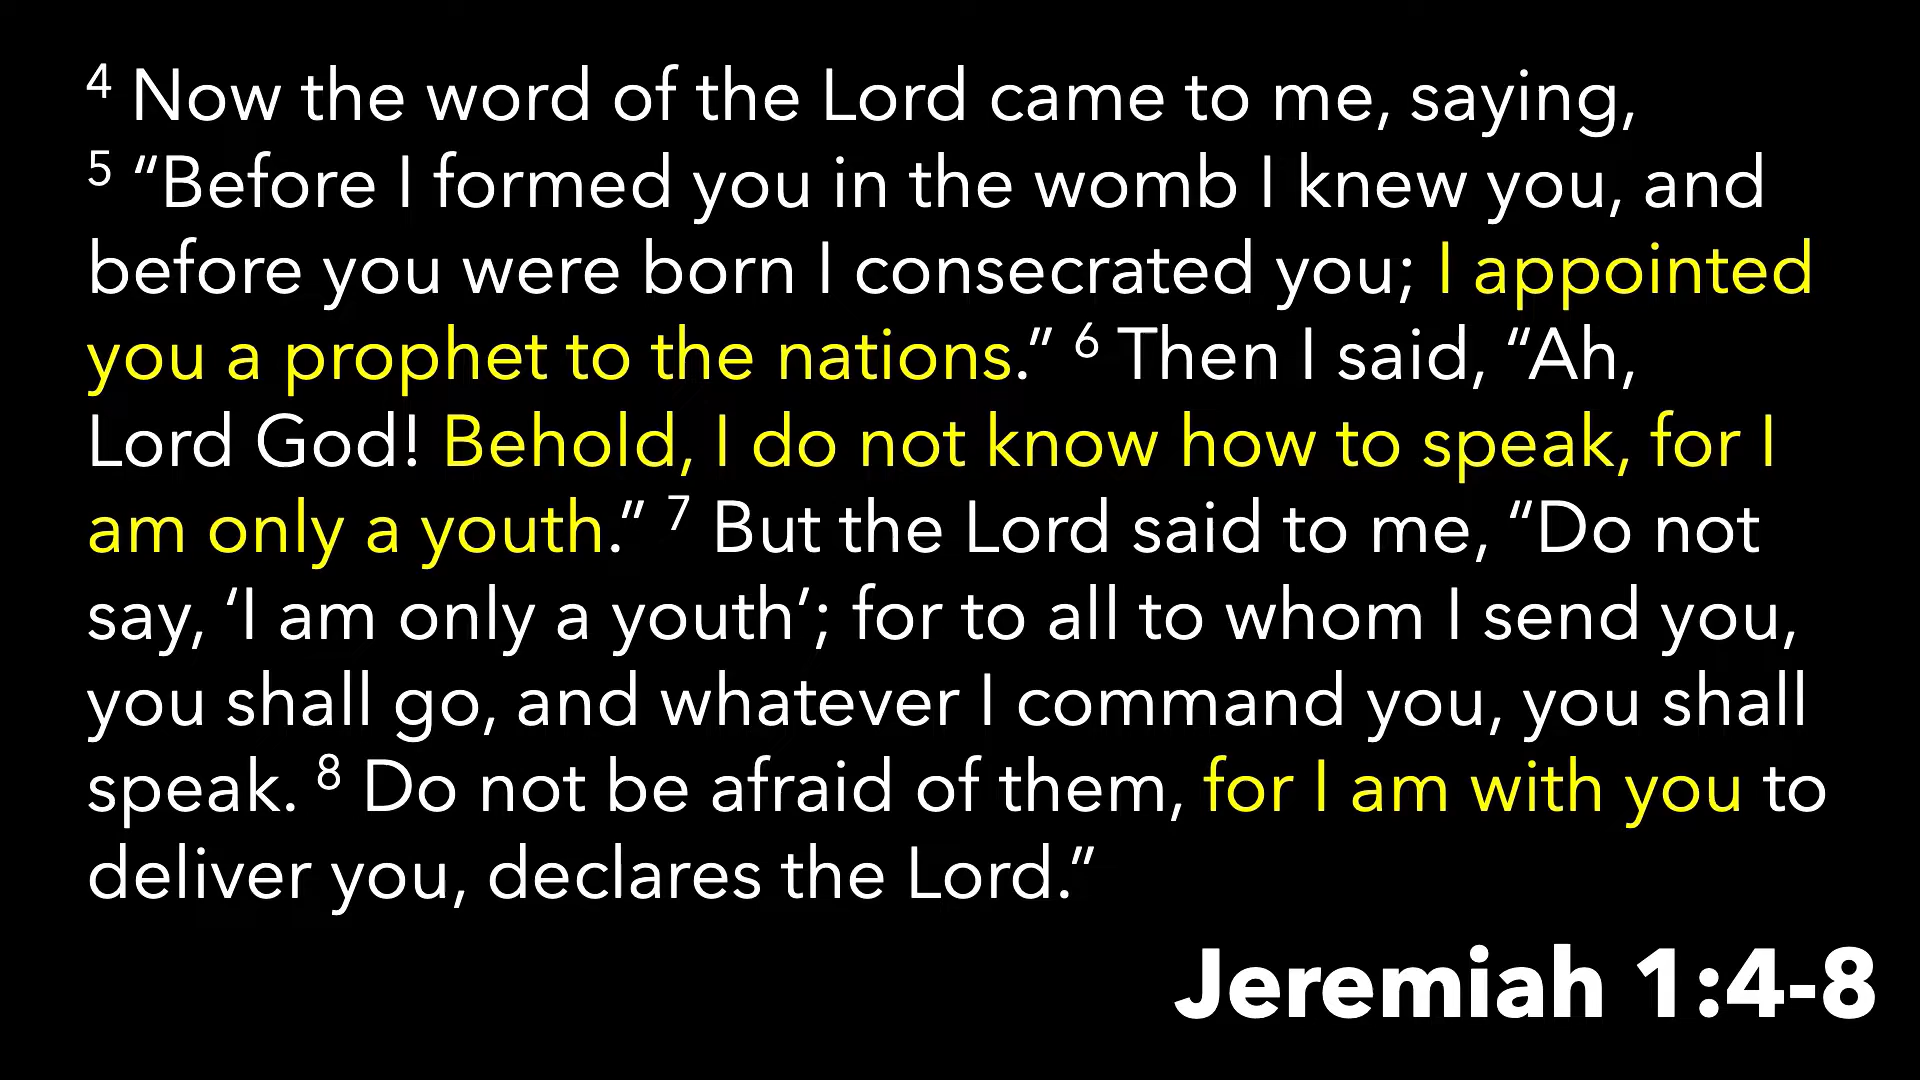 4 Now the word of the Lord came to me, saying,
5 “Before I formed you in the womb I knew you, and
before you were born I consecrated you; I appointed
you a prophet to the nations.” 6 Then I said, “Ah,
Lord God! Behold, I do not know how to speak, for I
am only a youth.” 7 But the Lord said to me, “Do not
say, ‘I am only a youth’; for to all to whom I send you,
you shall go, and whatever I command you, you shall
speak. 8 Do not be afraid of them, for I am with you to
deliver you, declares the Lord.”
Jeremiah 1:4-8